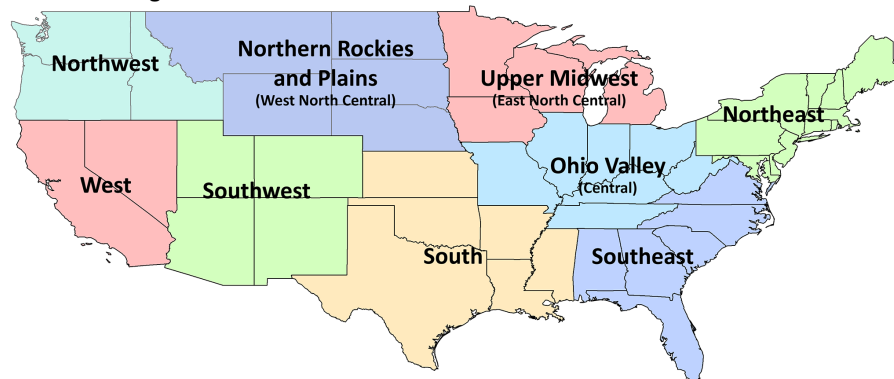 Northwest
Northern Rockies
and Plains
(West North Central)
Upper Midwest
(East North Central)
Northeast
West
Southwest
Ohio Valley
(Central)
South
Southeast